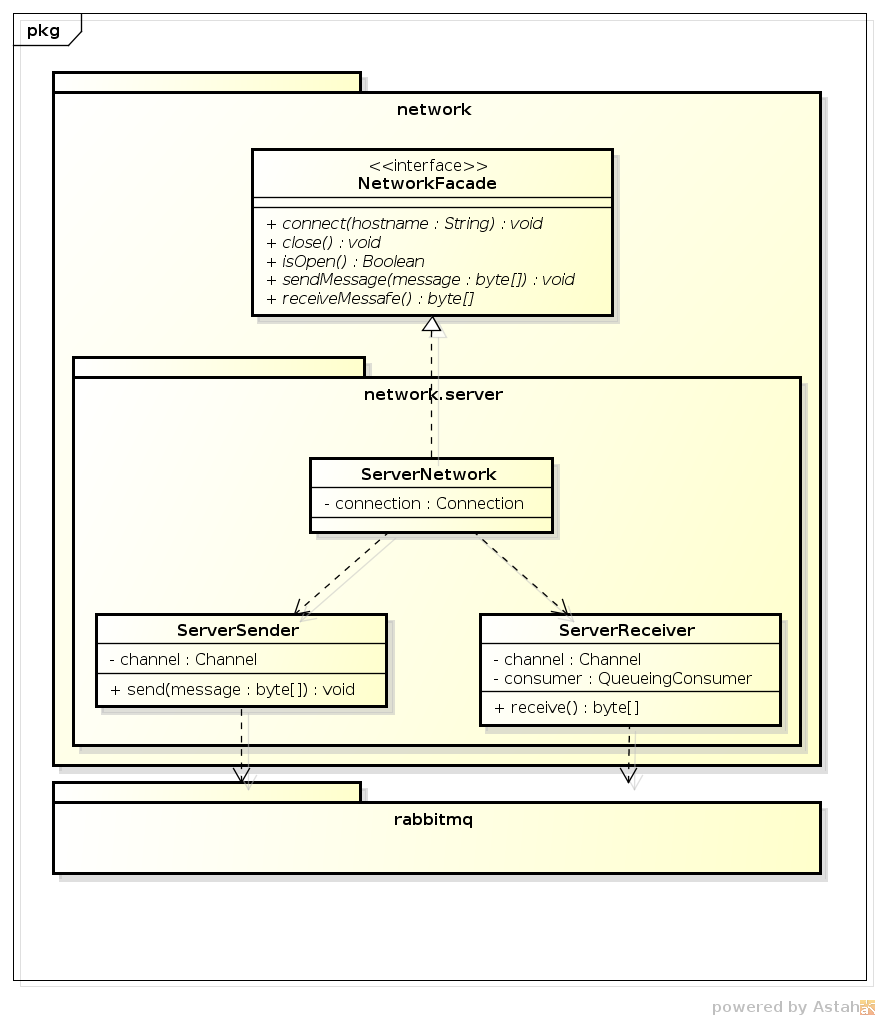 pkg
network
<<interface>>
NetworkFacade
+ connect(hostname : String) : void
+ close() : void
+ isOpen() : Boolean
+ sendMessage(message : byte[]) : void
+ receiveMessafe() : byte[]
network.server
ServerNetwork
- connection : Connection
ServerSender
- channel : Channel
+ send(message : byte[]) : void
ServerReceiver
- channel : Channel
- consumer : QueueingConsumer
+ receive() : byte[]
rabbitmq
powered by Astah